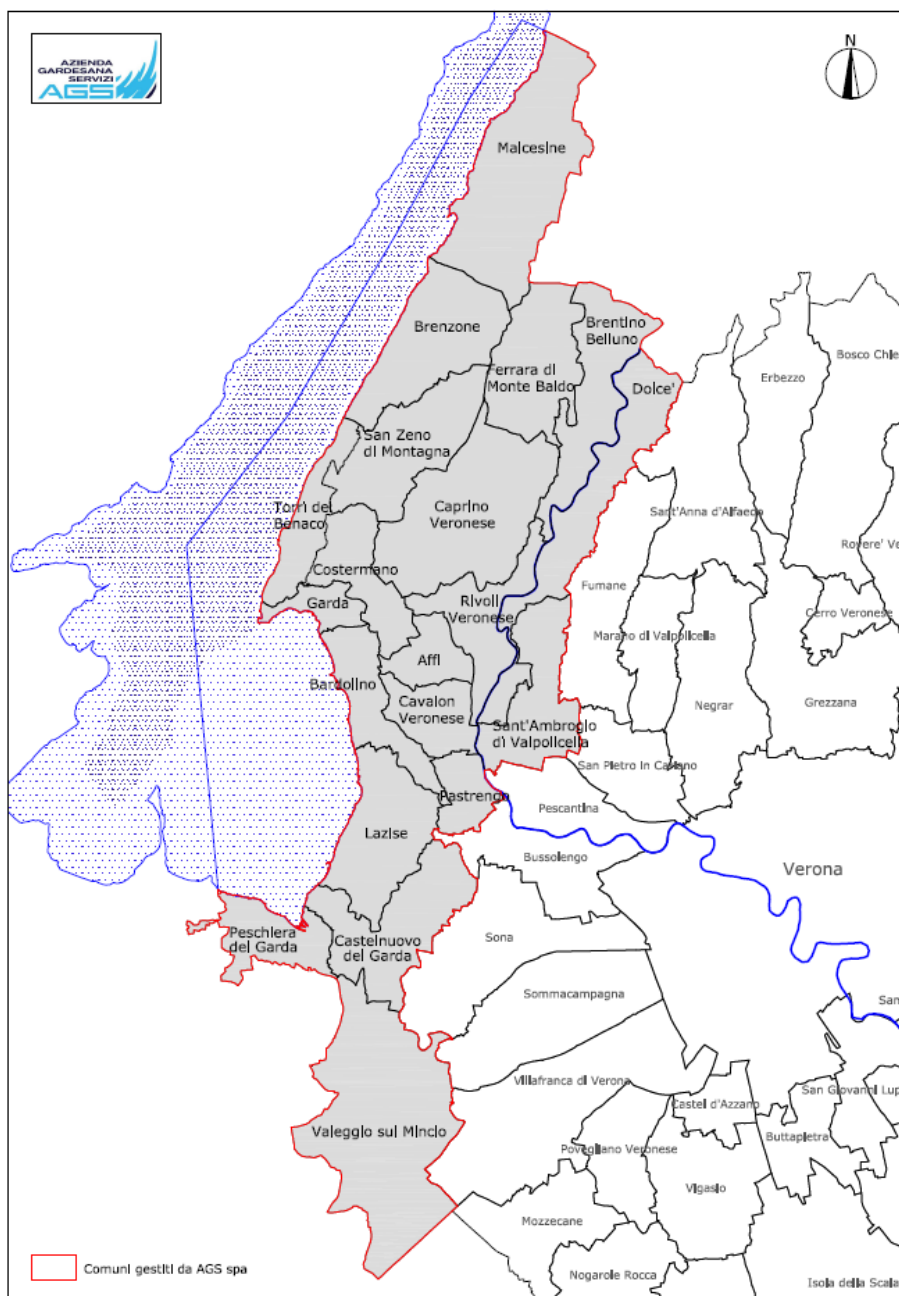 AZIENDA
GARDESANA
SERVIZI
AGS
N
Malcesine
Brenzone
Brentino
Belluno
Ferrara di
Monte Baldo
Dolce'
Bosco Chie
Erbezzo
San Zeno
di Montagna
Caprino
Veronese
Torri del
Benaco
Sant'Anna d'Alfaedo
Rovere' Ve
Costermano
Garda
Rivoli
Veronese
Fumane
Cerro Veronese
Marano di Valpolicella
Affi
Bardolino
Cavaion
Veronese
Negrar
Grezzana
Sant'Ambrogio
di Valpolicella
San Pietro in Cariano
Pastrengo
Pescantina
Lazise
Bussolengo
Verona
Peschiera
del Garda
Castelnuovo
del Garda
Sona
Sommacampagna
San
Villafranca di Verona
Castel d'Azzano
San Giovanni Lup
Valeggio sul Mincio
Buttapietra
Povegliano Veronese
Vigasio
Mozzecane
Nogarole Rocca
Isola della Scala
Comuni gestiti da AGS spa